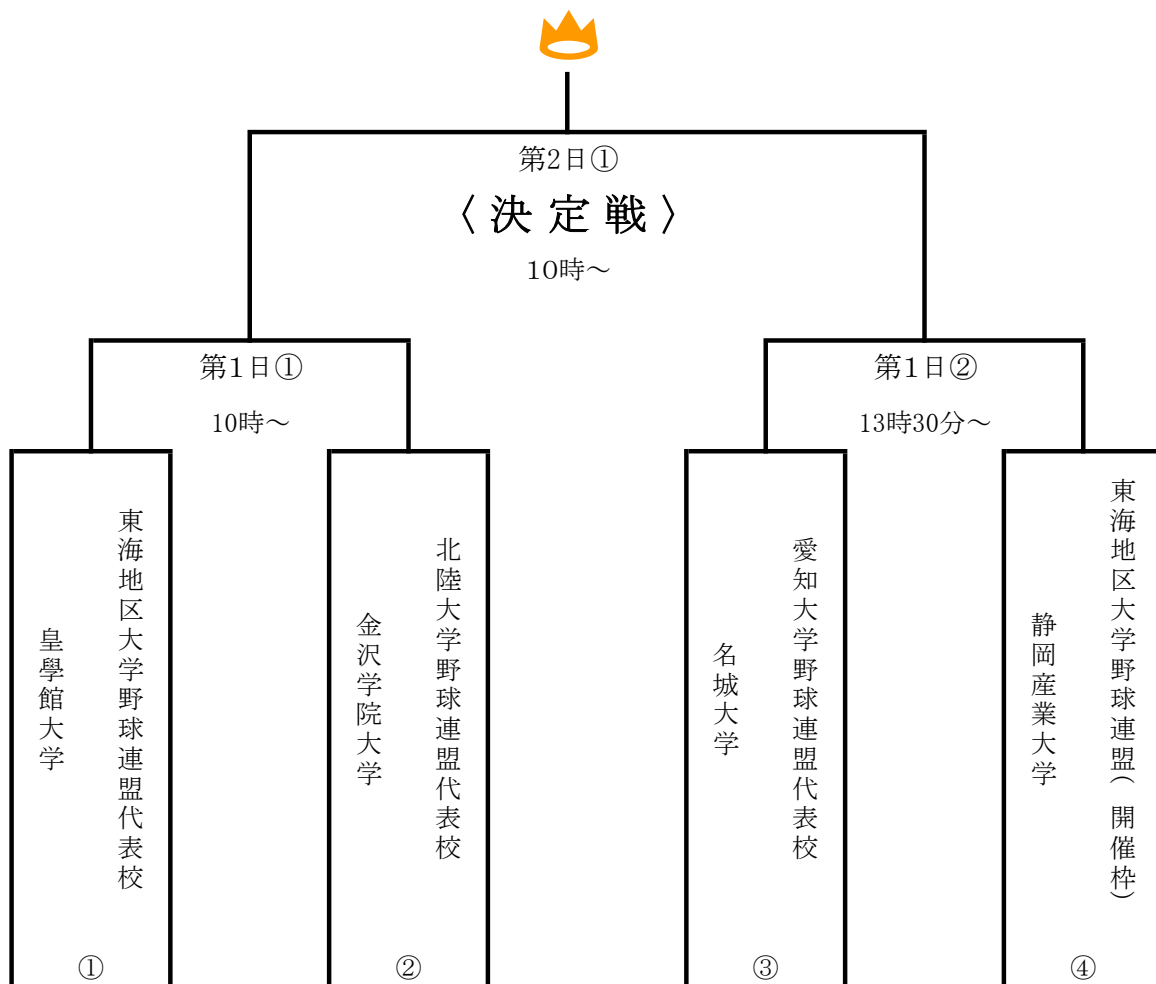 第2日①
〈決定戦〉
10時～
第1日①
10時～
第1日②
13時30分～
東海地区大学野球連盟代表校
皇學館大学
①
北陸大学野球連盟代表校
金沢学院大学
②
愛知大学野球連盟代表校
名城大学
③
東海地区大学野球連盟(開催枠)
静岡産業大学
④